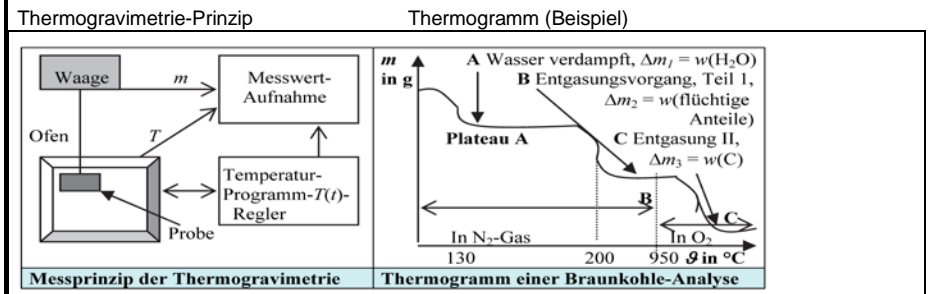 Thermogravimetrie-Prinzip
Thermogramm (Beispiel)
Waage
m
Messwert-
Aufnahme
Ofen
T
Temperatur-
Programm-T(t)-
Regler
Probe
Messprinzip der Thermogravimetrie
m
in g
A Wasser verdampft, Δm₁ = w(H₂O)
B Entgasungsvorgang, Teil 1,
Δm₂ = w(flüchtige
Anteile)
Plateau A
C Entgasung II,
Δm₃ = w(C)
B
C
In N₂-Gas
In O₂
130
200
950 ϑ in °C
Thermogramm einer Braunkohle-Analyse